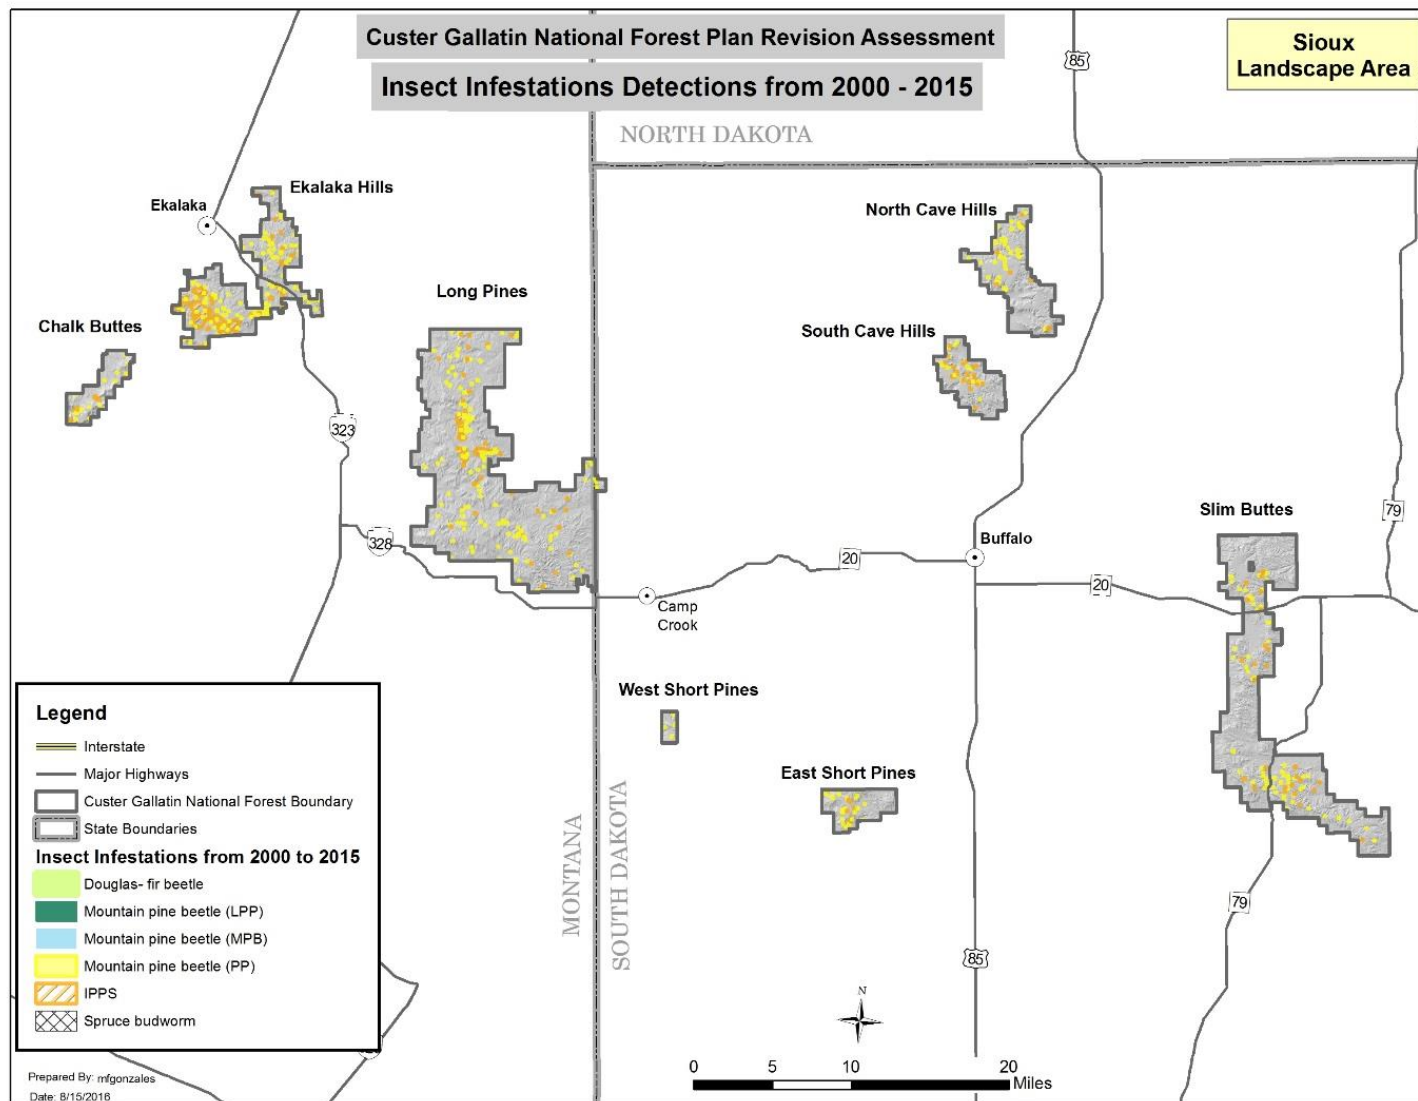 Custer Gallatin National Forest Plan Revision Assessment
Insect Infestations Detections from 2000 - 2015
Sioux
Landscape Area
85
NORTH DAKOTA
Ekalaka Hills
Ekalaka
North Cave Hills
Long Pines
Chalk Buttes
South Cave Hills
323
Slim Buttes
79
328
Buffalo
20
20
Camp
Crook
West Short Pines
East Short Pines
MONTANA
SOUTH DAKOTA
79
85
Legend
Interstate
Major Highways
Custer Gallatin National Forest Boundary
State Boundaries
Insect Infestations from 2000 to 2015
Douglas- fir beetle
Mountain pine beetle (LPP)
Mountain pine beetle (MPB)
Mountain pine beetle (PP)
IPPS
Spruce budworm
N
0 5 10 20
Miles
Prepared By: mfgonzales
Date: 8/15/2016